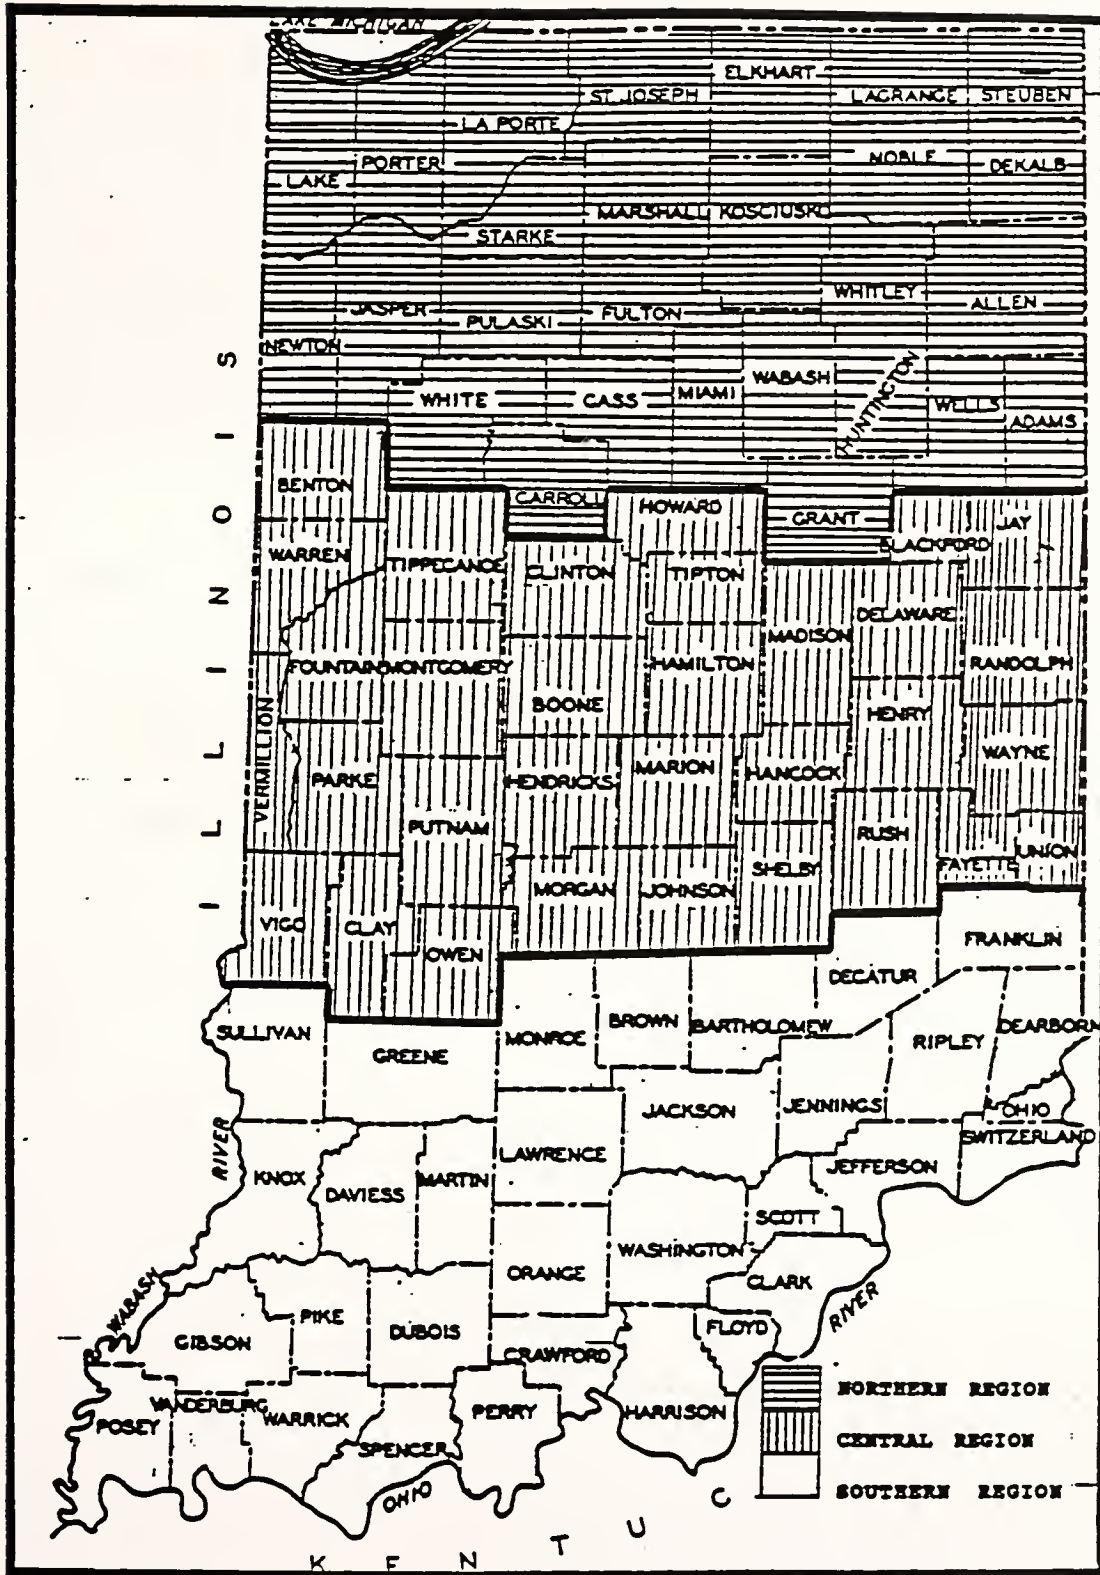 LAKE MICHIGAN
ELKHART
ST. JOSEPH
LAGRANGE
STEUBEN
LA PORTE
PORTER
NOBLE
DEKALB
LAKE
MARSHALL
KOSCIUSKO
STARKE
WHITLEY
ALLEN
JASPER
PULASKI
FULTON
NEWTON
WABASH
HUNTINGTON
WHITE
CASS
MIAMI
WELLS
ADAMS
BENTON
CARROLL
HOWARD
GRANT
JAY
BLACKFORD
WARREN
TIPPECANOE
CLINTON
TIPTON
DELAWARE
MADISON
FOUNTAIN
MONTGOMERY
HAMILTON
RANDOLPH
BOONE
HENRY
VERMILLION
PARKE
HENDRICKS
MARION
HANCOCK
WAYNE
PUTNAM
RUSH
SHELBY
FAYETTE
UNION
MORGAN
JOHNSON
VIGO
CLAY
OWEN
FRANKLIN
DECATUR
ILLINOIS
SULLIVAN
GREENE
MONROE
BROWN
BARTHOLOMEW
RIPLEY
DEARBORN
JACKSON
JENNINGS
OHIO
SWITZERLAND
LAWRENCE
JEFFERSON
KNOX
DAVIESS
MARTIN
SCOTT
WASHINGTON
ORANGE
CLARK
WABASH
RIVER
PIKE
GIBSON
DUBOIS
CRAWFORD
FLOYD
RIVER
POSEY
VANDERBURG
WARRICK
SPENCER
PERRY
HARRISON
OHIO
NORTHERN REGION
CENTRAL REGION
SOUTHERN REGION
KENTUC